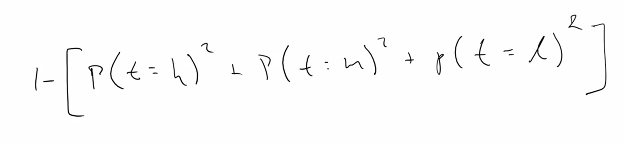 1-[P(t=h)² + P(t=n)² + p(t=l)²]